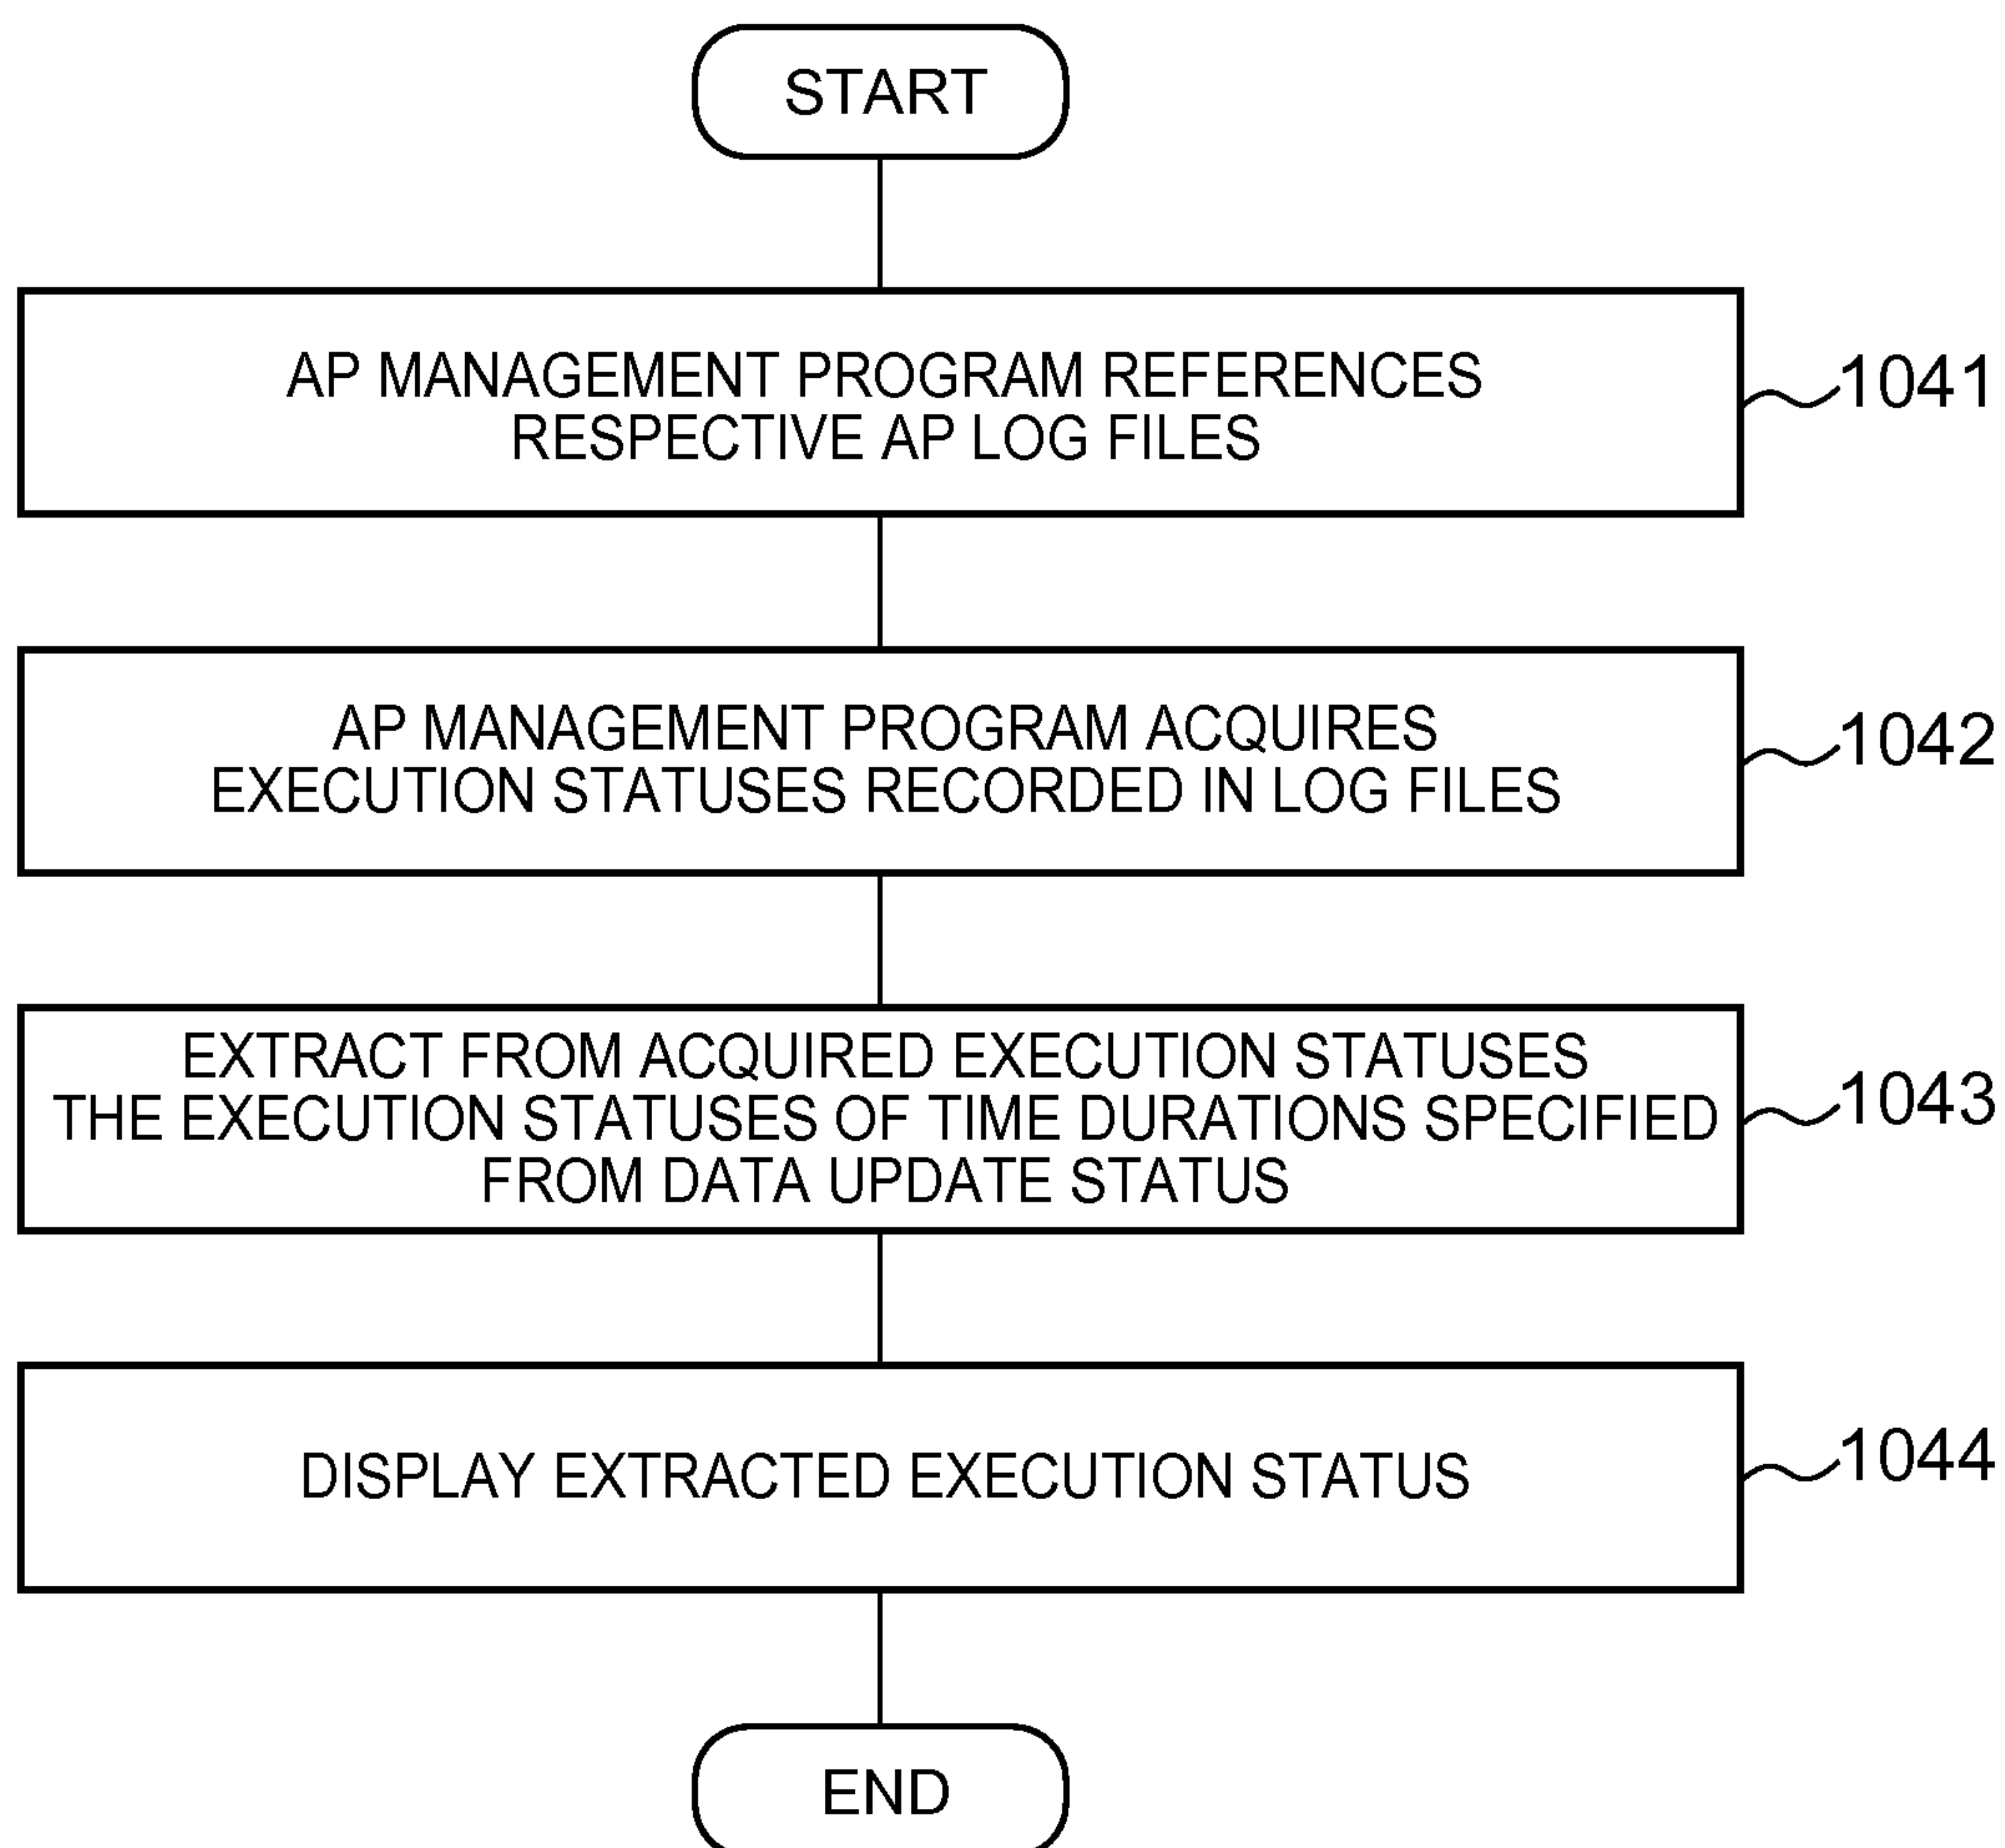 START
AP MANAGEMENT PROGRAM REFERENCES
RESPECTIVE AP LOG FILES
1041
AP MANAGEMENT PROGRAM ACQUIRES
EXECUTION STATUSES RECORDED IN LOG FILES
1042
EXTRACT FROM ACQUIRED EXECUTION STATUSES
THE EXECUTION STATUSES OF TIME DURATIONS SPECIFIED
FROM DATA UPDATE STATUS
1043
DISPLAY EXTRACTED EXECUTION STATUS
1044
END